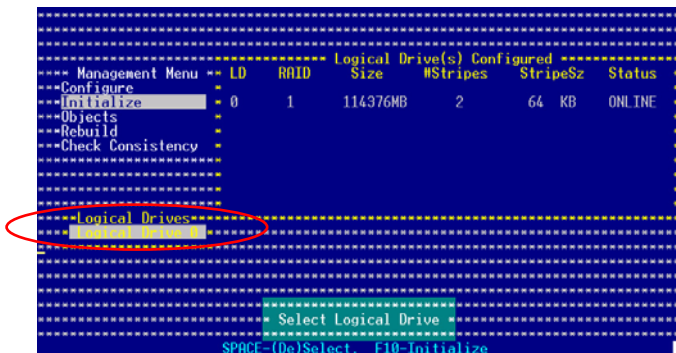 Logical Drive(s) Configured
Management Menu LD RAID Size #Stripes StripeSz Status
Configure
Initialize 0 1 114376MB 2 64 KB ONLINE
Objects
Rebuild
Check Consistency
Logical Drives
Logical Drive 0
Select Logical Drive
SPACE-(De)Select, F10-Initialize